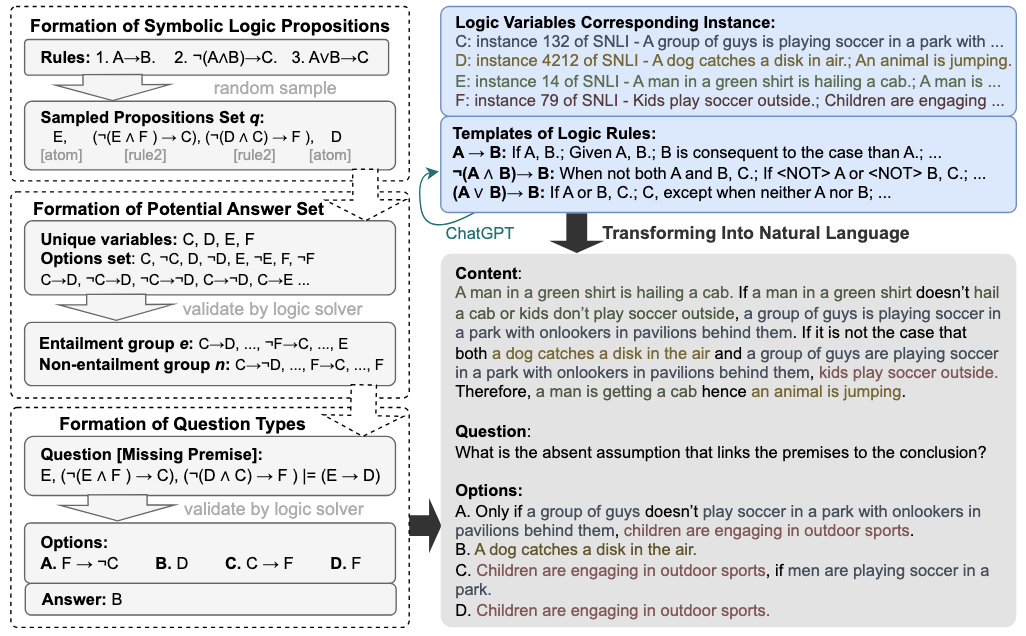 Formation of Symbolic Logic Propositions
Rules: 1. A→B. 2. ¬(A∧B)→C. 3. A∨B→C
random sample
Sampled Propositions Set q:
E, (¬(E ∧ F ) → C), (¬(D ∧ C) → F ), D
[atom] [rule2] [rule2] [atom]
Formation of Potential Answer Set
Unique variables: C, D, E, F
Options set: C, ¬C, D, ¬D, E, ¬E, F, ¬F
C→D, ¬C→D, ¬C→¬D, C→¬D, C→E ...
validate by logic solver
Entailment group e: C→D, ..., ¬F→C, ..., E
Non-entailment group n: C→¬D, ..., F→C, ..., F
Formation of Question Types
Question [Missing Premise]:
E, (¬(E ∧ F ) → C), (¬(D ∧ C) → F ) |= (E → D)
validate by logic solver
Options:
A. F → ¬C B. D C. C → F D. F
Answer: B
Logic Variables Corresponding Instance:
C: instance 132 of SNLI - A group of guys is playing soccer in a park with ...
D: instance 4212 of SNLI - A dog catches a disk in air.; An animal is jumping.
E: instance 14 of SNLI - A man in a green shirt is hailing a cab.; A man is ...
F: instance 79 of SNLI - Kids play soccer outside.; Children are engaging ...
Templates of Logic Rules:
A → B: If A, B.; Given A, B.; B is consequent to the case than A.; ...
¬(A ∧ B)→ B: When not both A and B, C.; If <NOT> A or <NOT> B, C.; ...
(A ∨ B)→ B: If A or B, C.; C, except when neither A nor B; ...
ChatGPT
Transforming Into Natural Language
Content:
A man in a green shirt is hailing a cab. If a man in a green shirt doesn't hail
a cab or kids don't play soccer outside, a group of guys is playing soccer in
a park with onlookers in pavilions behind them. If it is not the case that
both a dog catches a disk in the air and a group of guys are playing soccer
in a park with onlookers in pavilions behind them, kids play soccer outside.
Therefore, a man is getting a cab hence an animal is jumping.
Question:
What is the absent assumption that links the premises to the conclusion?
Options:
A. Only if a group of guys doesn't play soccer in a park with onlookers in
pavilions behind them, children are engaging in outdoor sports.
B. A dog catches a disk in the air.
C. Children are engaging in outdoor sports, if men are playing soccer in a
park.
D. Children are engaging in outdoor sports.